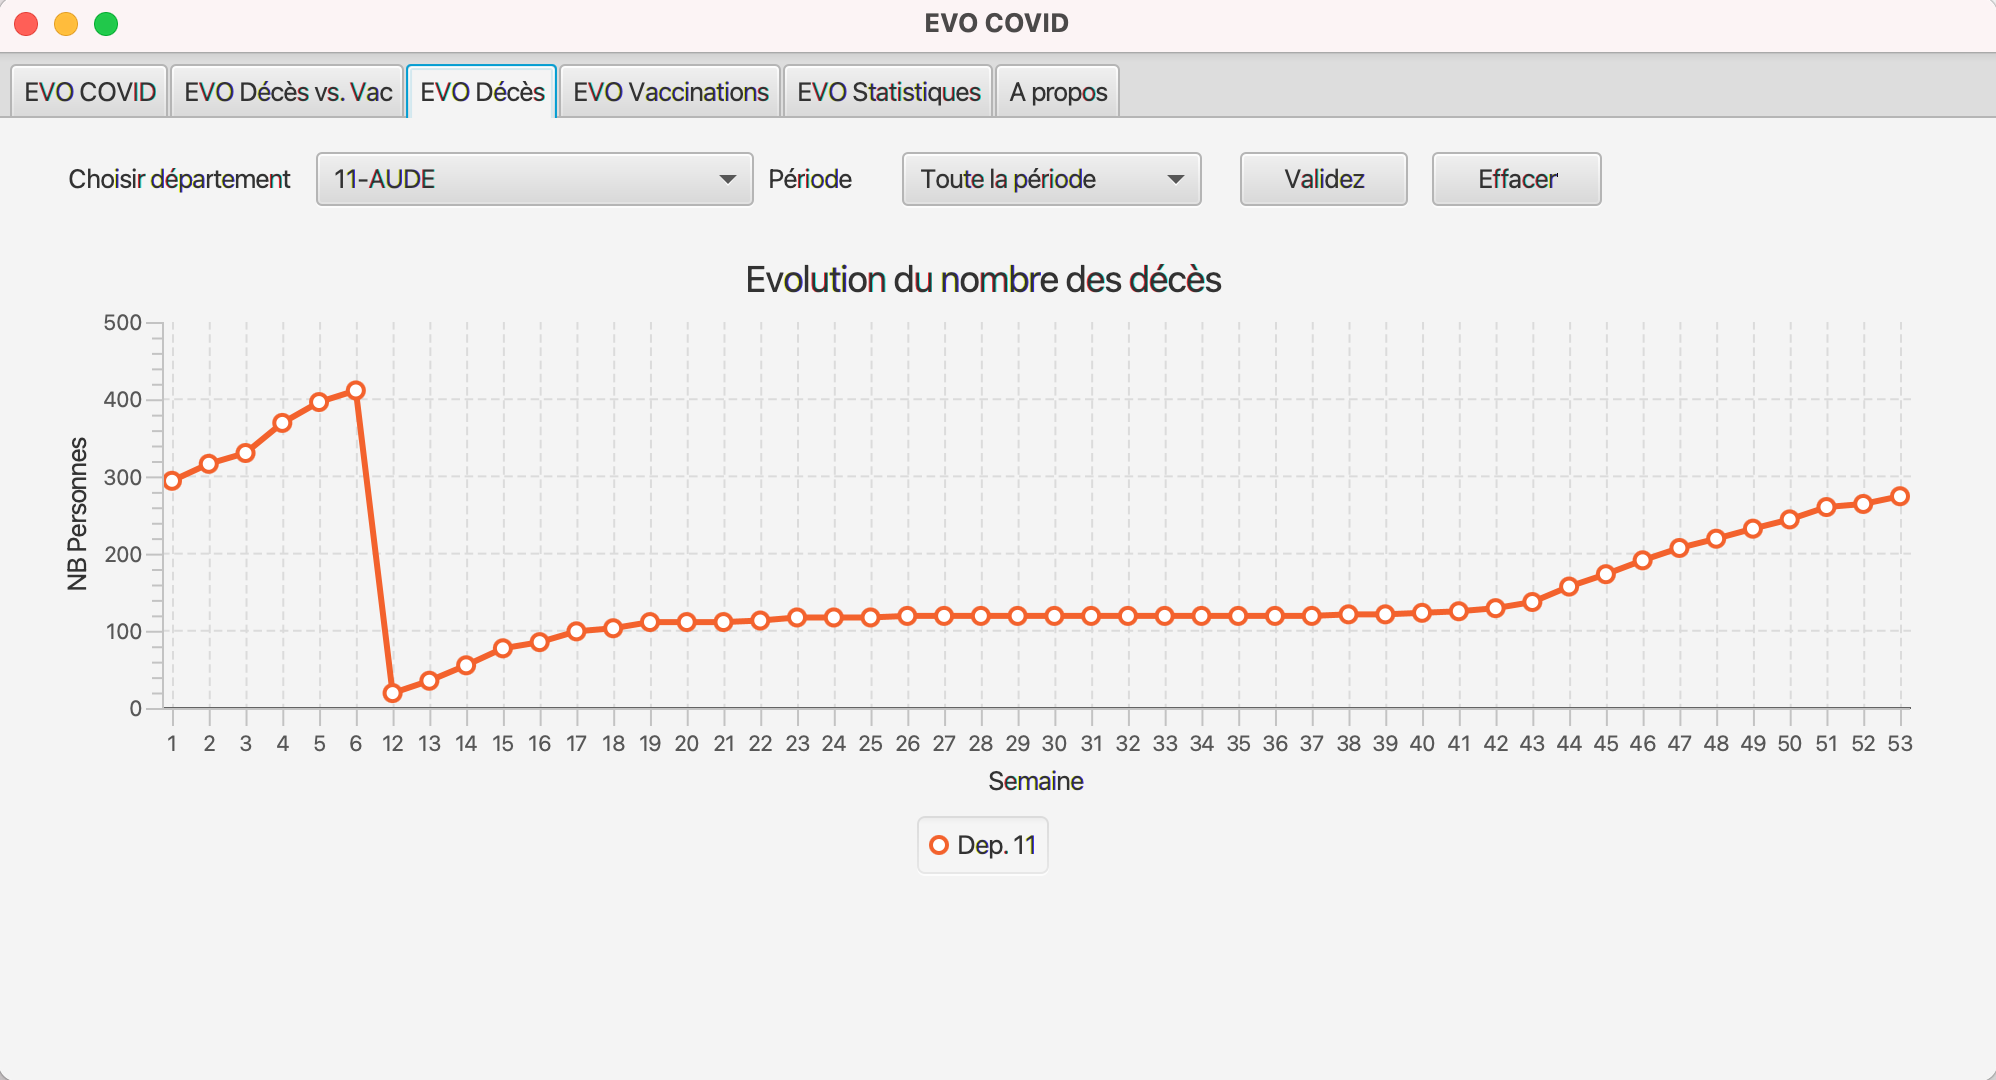 EVO COVID
EVO COVID EVO Décès vs. Vac EVO Décès EVO Vaccinations EVO Statistiques A propos
Choisir département 11-AUDE Période Toute la période Validez Effacer
Evolution du nombre des décès
500
400
300
200
100
0
NB Personnes
1 2 3 4 5 6 12 13 14 15 16 17 18 19 20 21 22 23 24 25 26 27 28 29 30 31 32 33 34 35 36 37 38 39 40 41 42 43 44 45 46 47 48 49 50 51 52 53
Semaine
Dep. 11